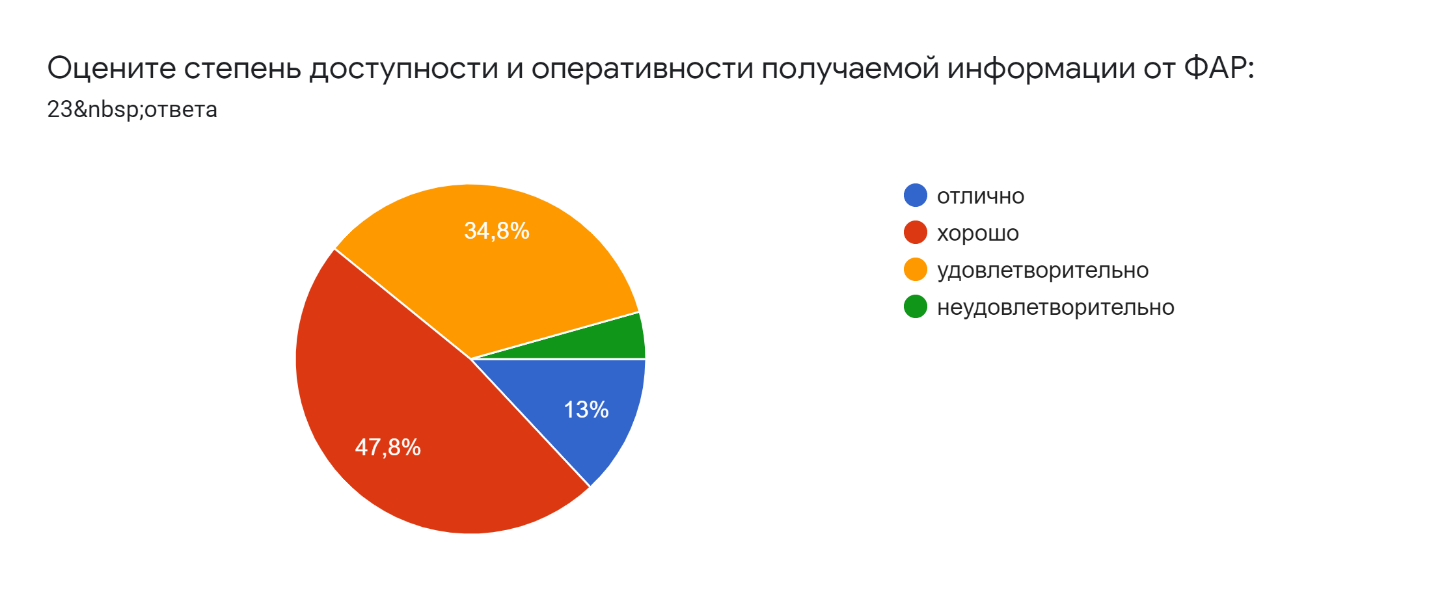 Оцените степень доступности и оперативности получаемой информации от ФАР:
23&nbsp;ответа
отлично
хорошо
удовлетворительно
неудовлетворительно
34,8%
13%
47,8%